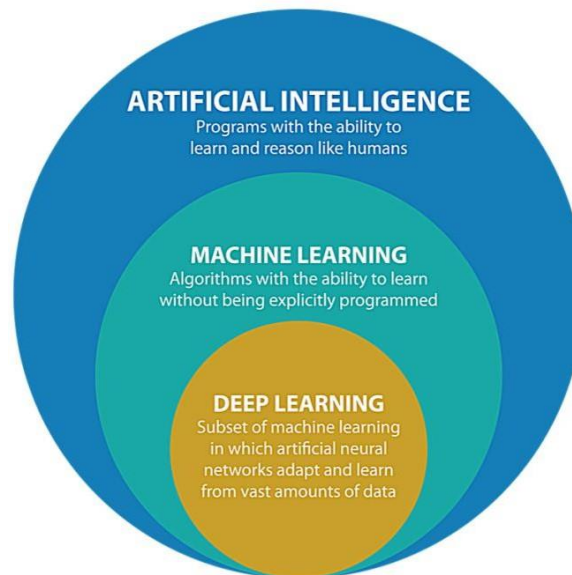 ARTIFICIAL INTELLIGENCE
Programs with the ability to
learn and reason like humans
MACHINE LEARNING
Algorithms with the ability to learn
without being explicitly programmed
DEEP LEARNING
Subset of machine learning
in which artificial neural
networks adapt and learn
from vast amounts of data